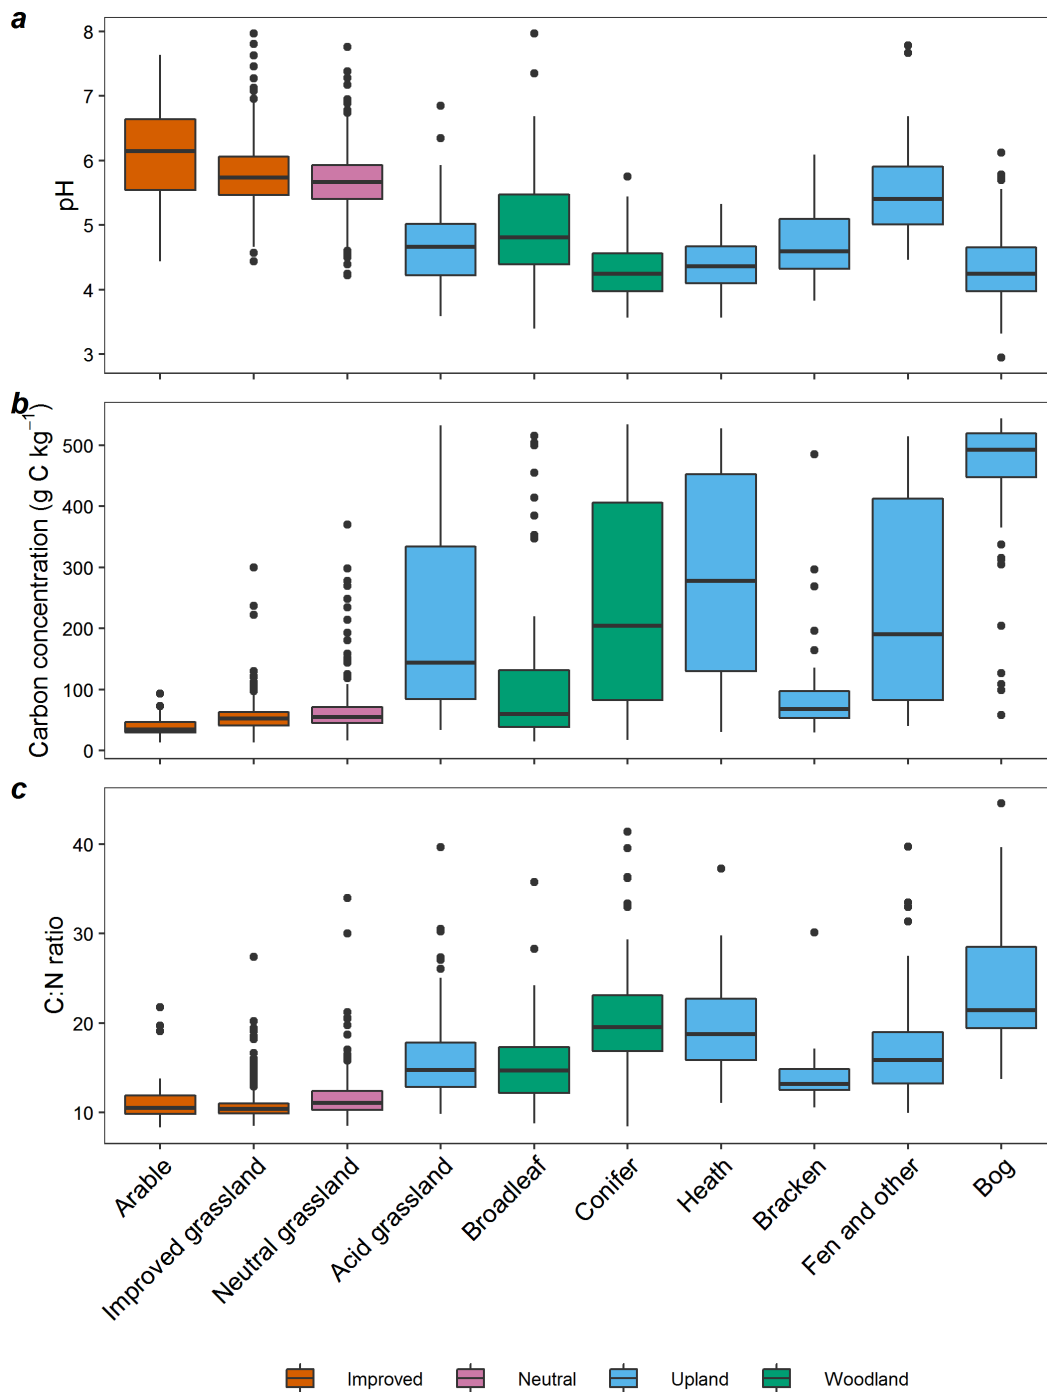 a
8
7
6
5
4
3
pH
b
500
400
300
200
100
0
Carbon concentration (g C kg⁻¹)
c
40
30
20
10
C:N ratio
Arable
Improved grassland
Neutral grassland
Acid grassland
Broadleaf
Conifer
Heath
Bracken
Fen and other
Bog
Improved Neutral Upland Woodland